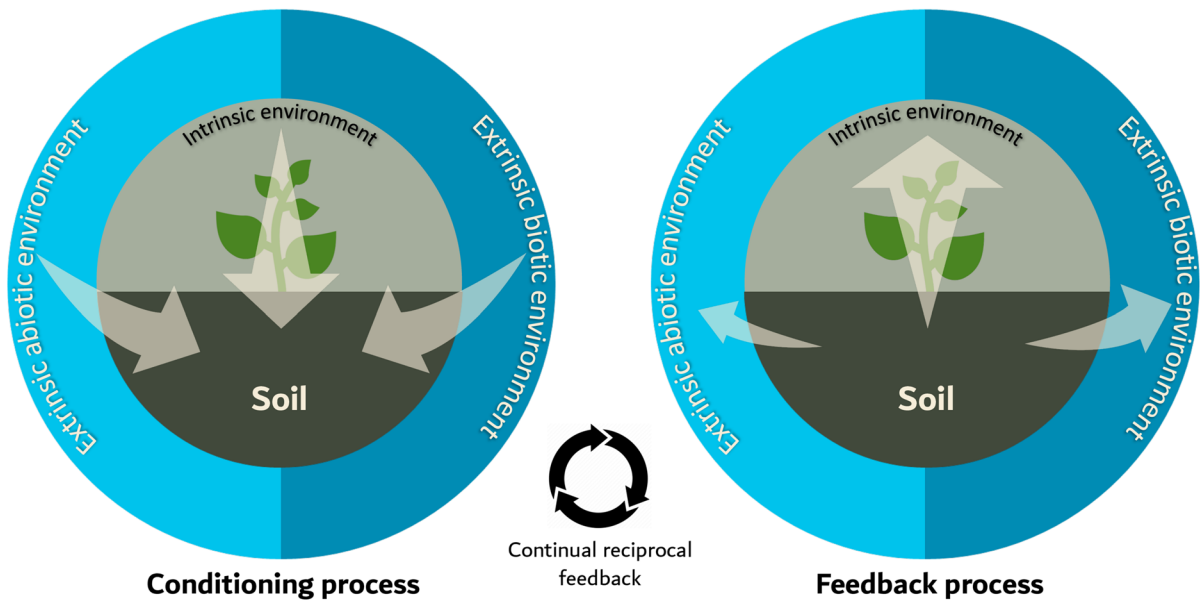 Intrinsic environment
Extrinsic abiotic environment
Extrinsic biotic environment
Soil
Conditioning process
Continual reciprocal
feedback
Intrinsic environment
Extrinsic abiotic environment
Extrinsic biotic environment
Soil
Feedback process